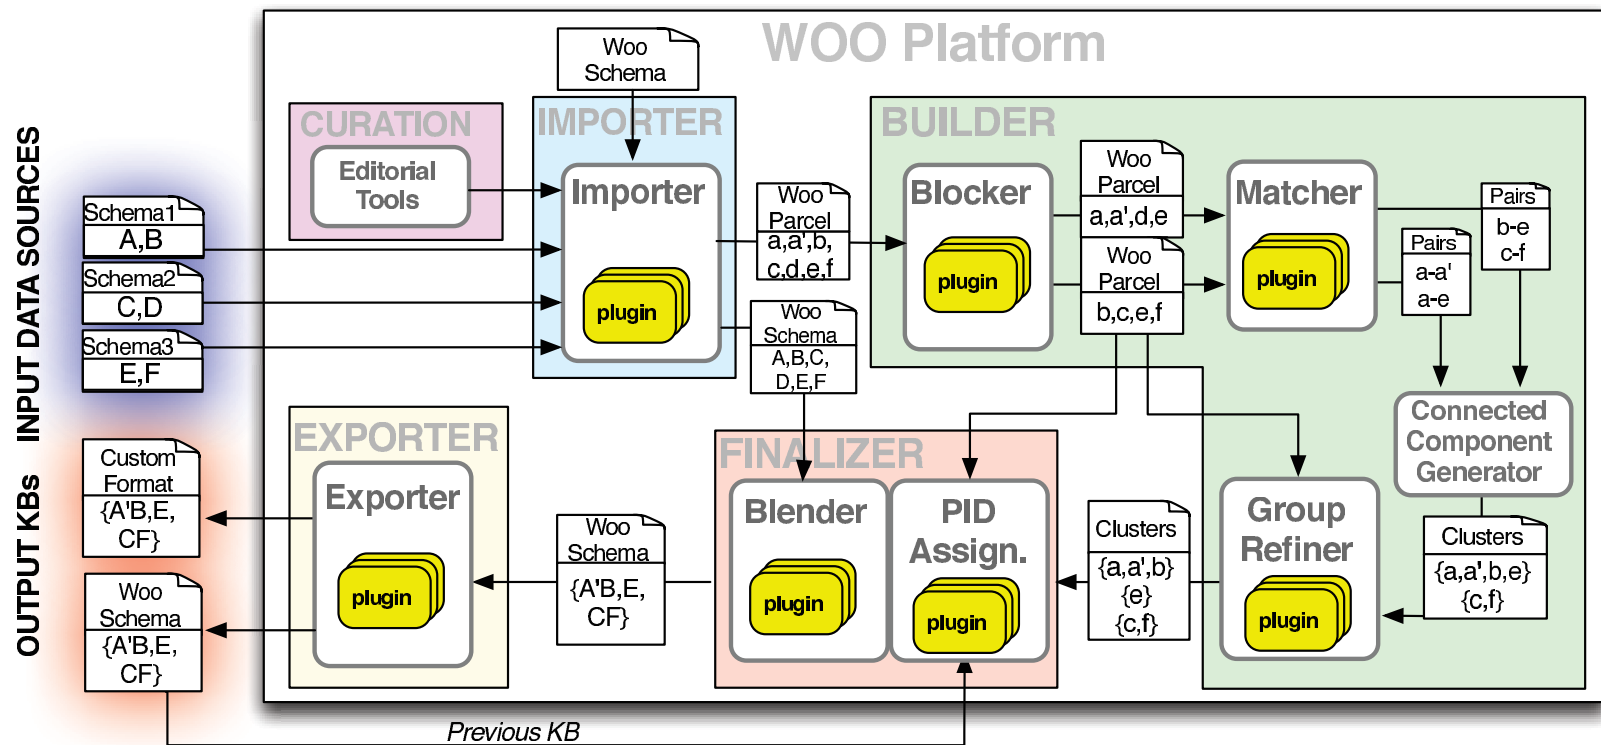 WOO Platform
INPUT DATA SOURCES
OUTPUT KBs
Schema1
A,B
Schema2
C,D
Schema3
E,F
CURATION
Editorial
Tools
Woo
Schema
IMPORTER
Importer
plugin
Woo
Parcel
a,a',b,
c,d,e,f
Woo
Schema
A,B,C,
D,E,F
BUILDER
Blocker
plugin
Woo
Parcel
a,a',d,e
Woo
Parcel
b,c,e,f
Matcher
plugin
Pairs
b-e
c-f
Pairs
a-a'
a-e
Connected
Component
Generator
Clusters
{a,a',b,e}
{c,f}
Group
Refiner
plugin
Clusters
{a,a',b}
{e}
{c,f}
FINALIZER
Blender
plugin
PID
Assign.
plugin
Woo
Schema
{A'B,E,
CF}
EXPORTER
Exporter
plugin
Custom
Format
{A'B,E,
CF}
Woo
Schema
{A'B,E,
CF}
Previous KB